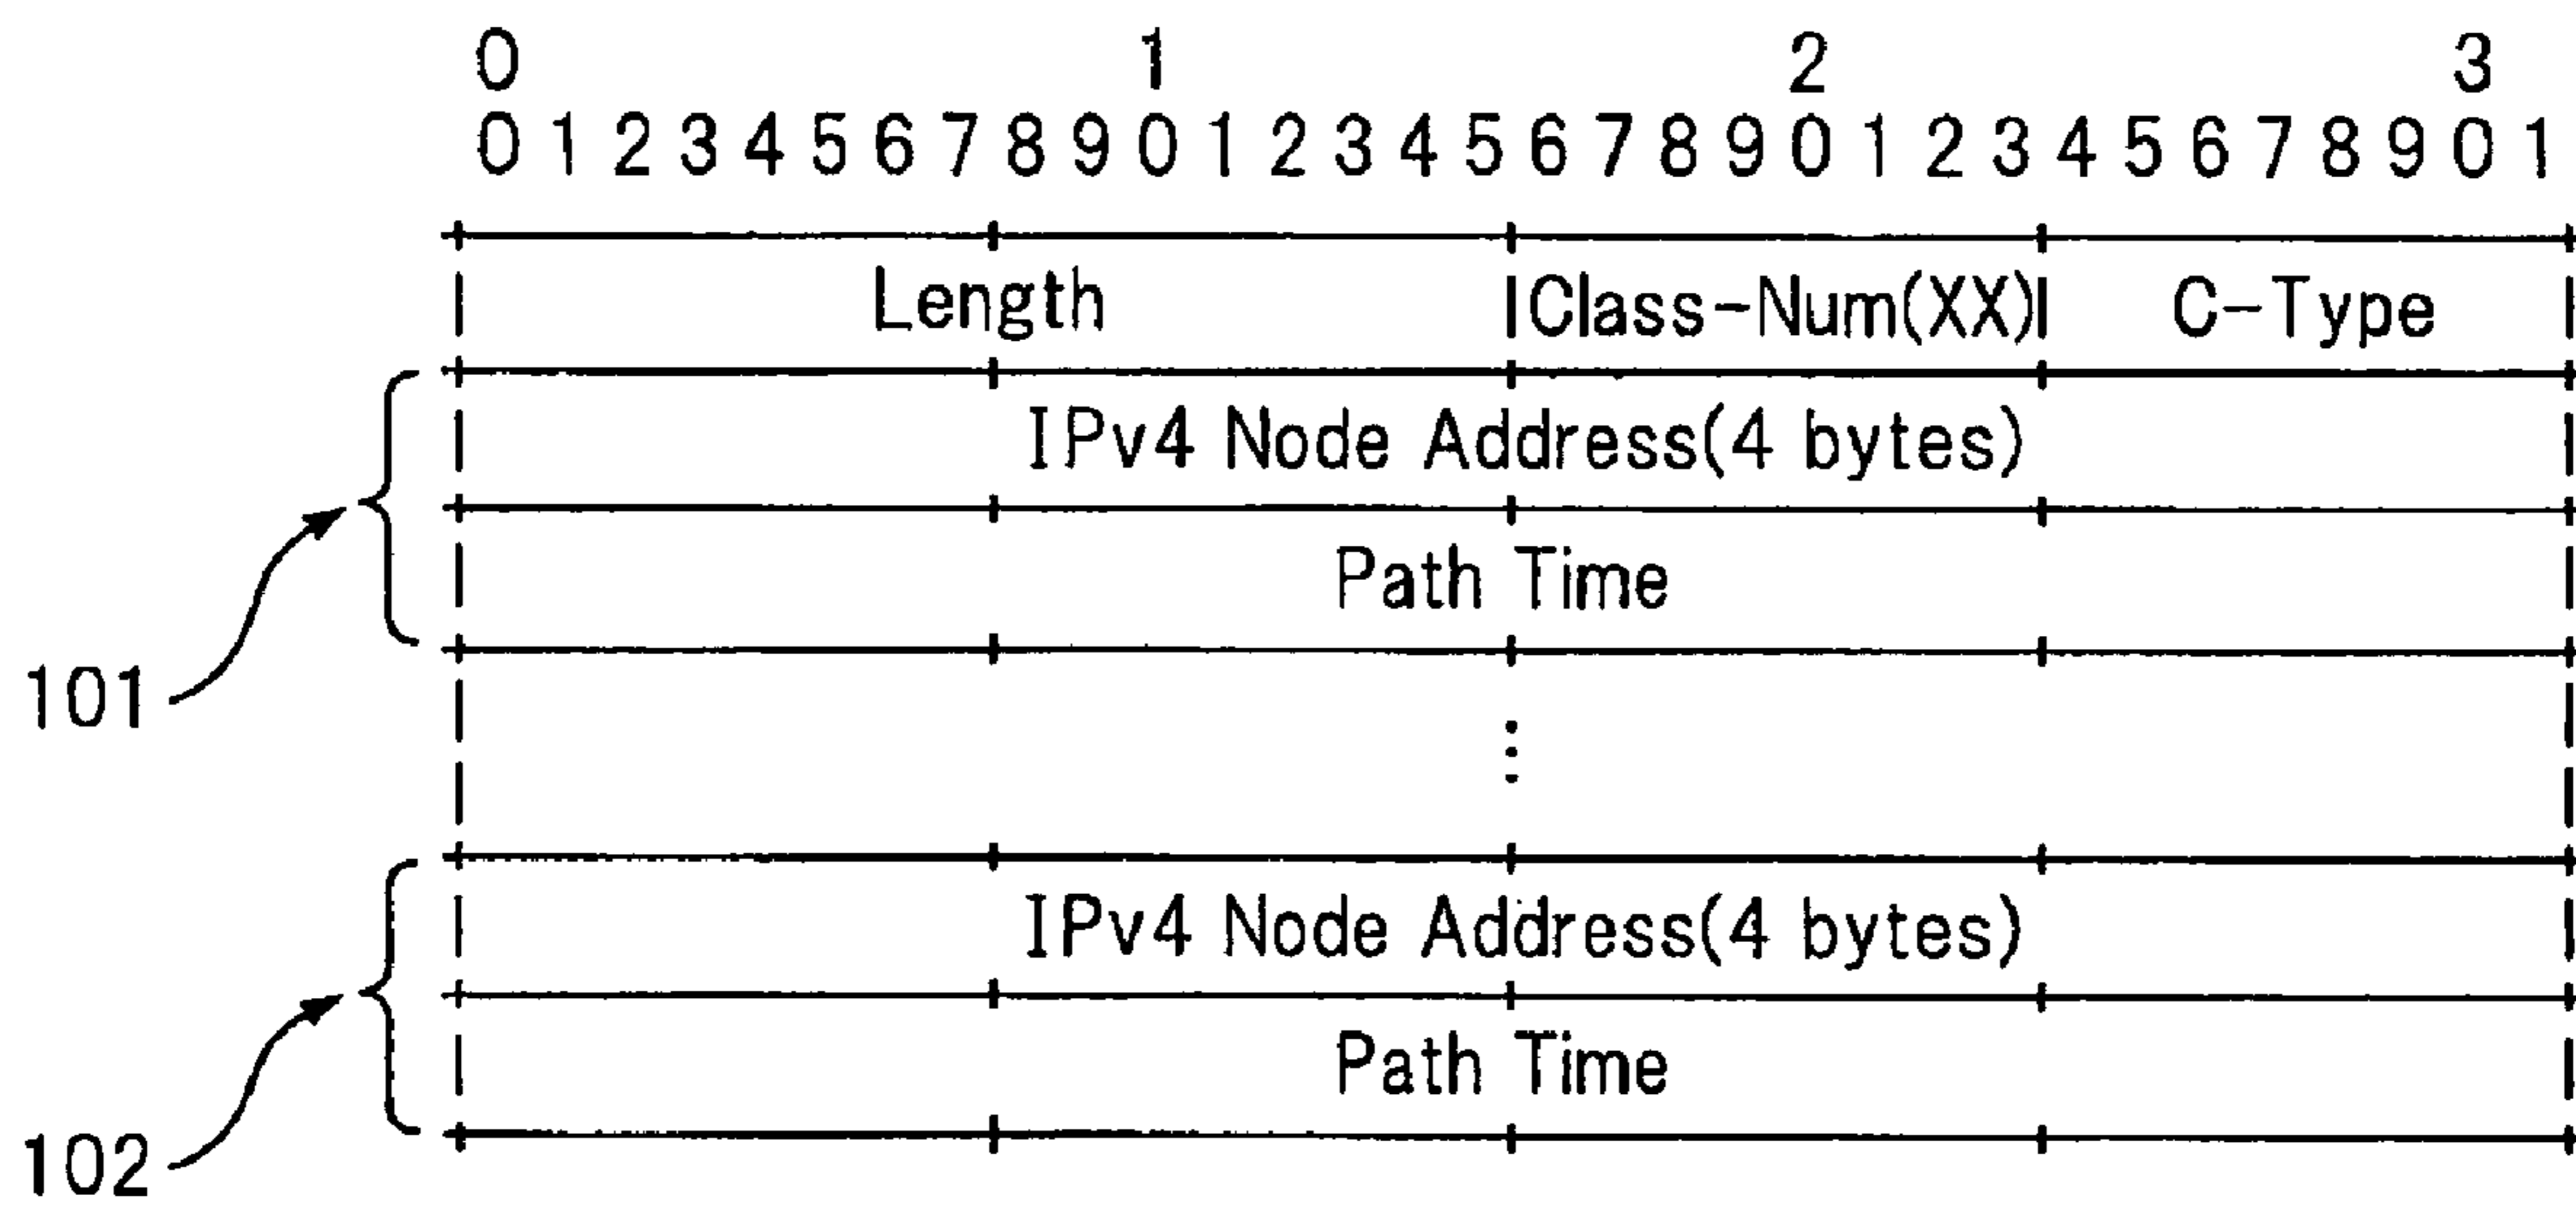 0 1 2 3
0 1 2 3 4 5 6 7 8 9 0 1 2 3 4 5 6 7 8 9 0 1 2 3 4 5 6 7 8 9 0 1
Length Class-Num(XX) C-Type
IPv4 Node Address(4 bytes)
Path Time
101
IPv4 Node Address(4 bytes)
Path Time
102